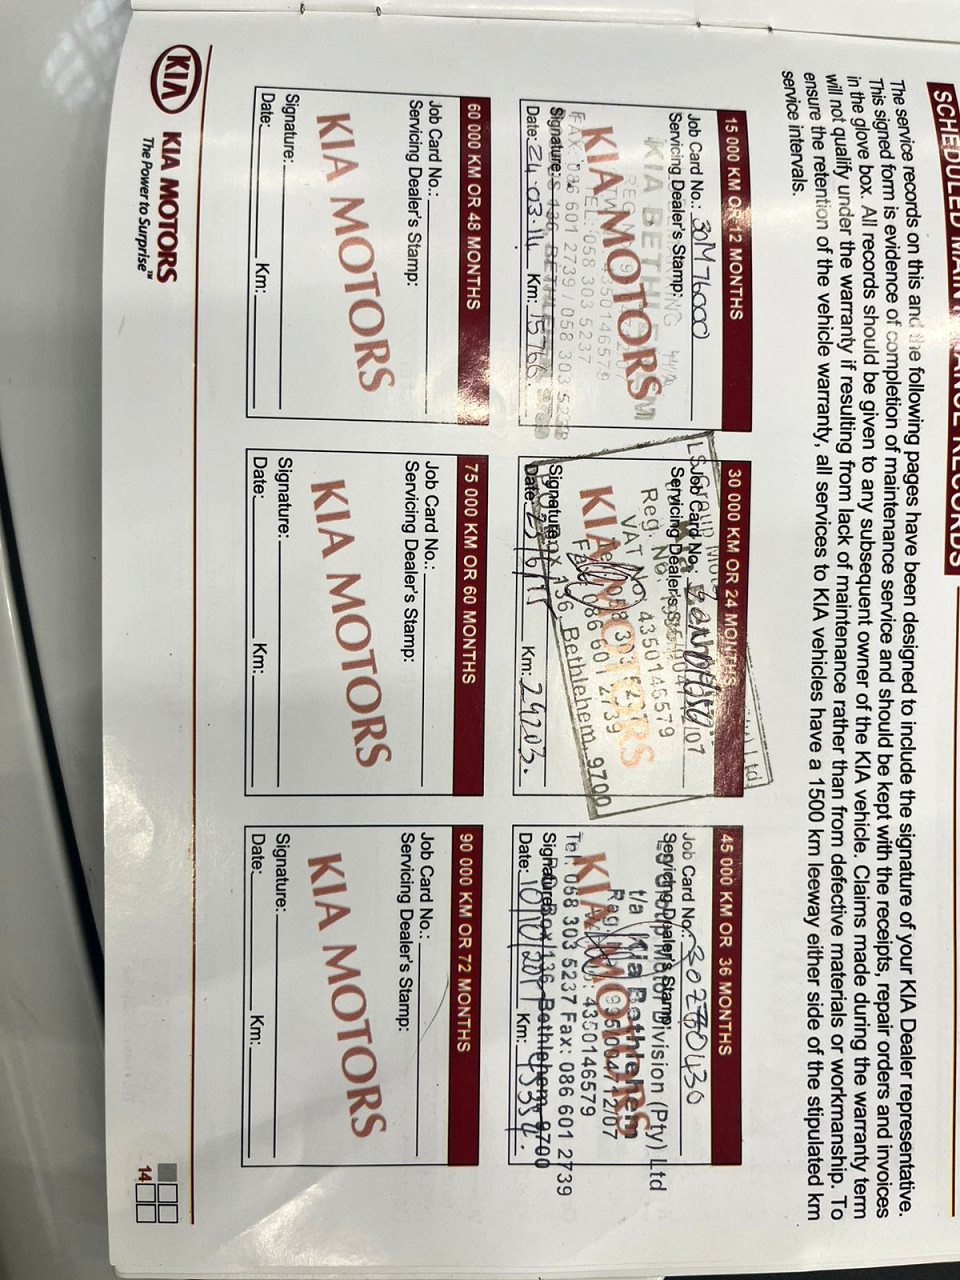 SCHEDULED MAINTENANCE RECORDS
The service records on this and the following pages have been designed to include the signature of your KIA Dealer representative.
This signed form is evidence of completion of maintenance service and should be kept with the receipts, repair orders and invoices
in the glove box. All records should be given to any subsequent owner of the KIA vehicle. Claims made during the warranty term
will not qualify under the warranty if resulting from lack of maintenance rather than from defective materials or workmanship. To
ensure the retention of the vehicle warranty, all services to KIA vehicles have a 1500 km leeway either side of the stipulated km
service intervals.
15 000 KM OR 12 MONTHS
Job Card No.: 30M76000
Servicing Dealer's Stamp:
KIA BETHLEHEM
KIA MOTORS
4350146579
TEL: 058 303 5237
FAX: 086 601 2739 / 058 303 5238
Signature:
136, BETHLEHEM, 9700
Date: 24.03.14 Km: 15766
30 000 KM OR 24 MONTHS
Job Card No.:
Servicing Dealer's Stamp:
Reg. No.
VAT No: 4350146579
KIA MOTORS
Tel: 058 303 5237
Fax: 086 601 2739
Signature:
Box 136, Bethlehem, 9700
Date: Km: 29203.
45 000 KM OR 36 MONTHS
Job Card No.:
Servicing Dealer's Stamp:
Division (Pty) Ltd
t/a Kia Bethlehem
KIA MOTORS
4350146579
Tel: 058 303 5237 Fax: 086 601 2739
Signature:
Box 136, Bethlehem, 9700
Date: Km:
60 000 KM OR 48 MONTHS
Job Card No.:
Servicing Dealer's Stamp:
KIA MOTORS
Signature:
Date: Km:
75 000 KM OR 60 MONTHS
Job Card No.:
Servicing Dealer's Stamp:
KIA MOTORS
Signature:
Date: Km:
90 000 KM OR 72 MONTHS
Job Card No.:
Servicing Dealer's Stamp:
KIA MOTORS
Signature:
Date: Km:
KIA KIA MOTORS
The Power to Surprise™
14